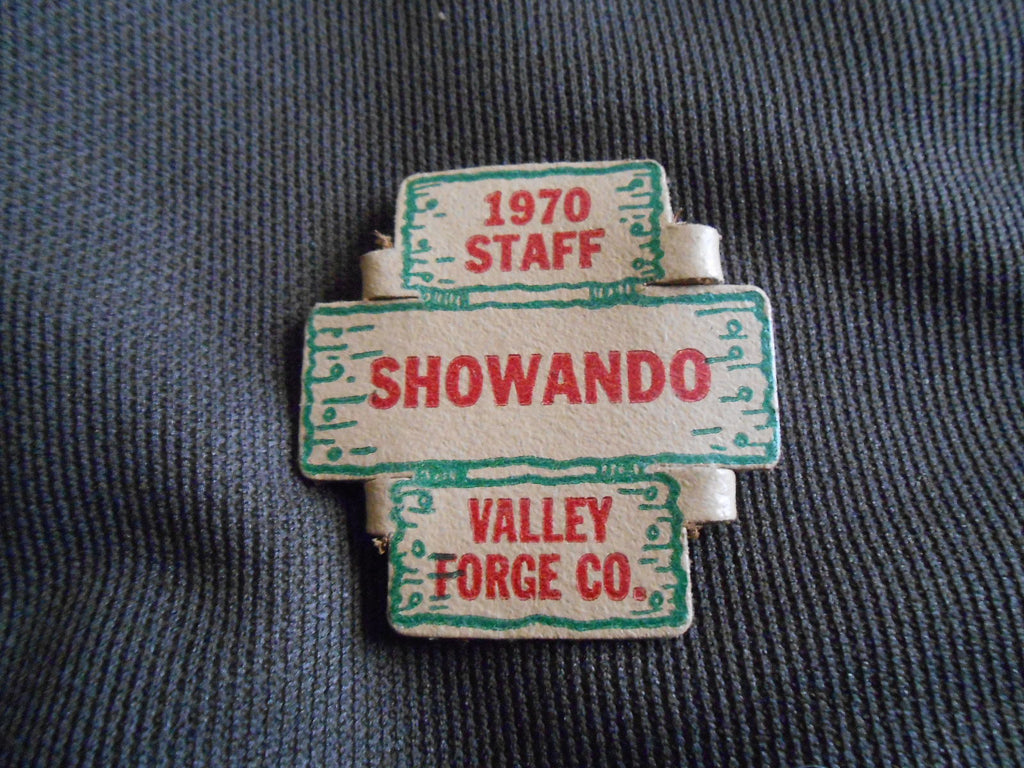 1970
STAFF
SHOWANDO
VALLEY
FORGE CO.